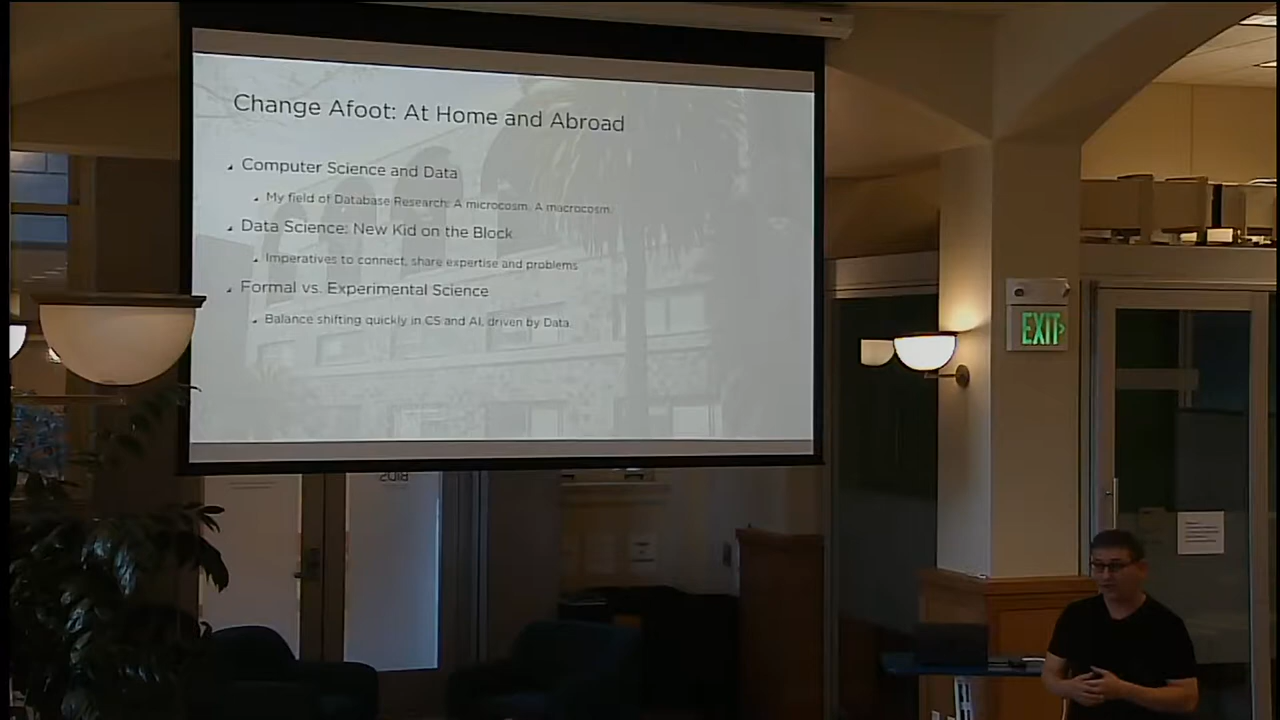 Change Afoot: At Home and Abroad
Computer Science and Data
My field of Database Research: A microcosm. A macrocosm.
Data Science: New Kid on the Block
Imperatives to connect, share expertise and problems
Formal vs. Experimental Science
Balance shifting quickly in CS and AI, driven by Data.
EXIT
BIDS